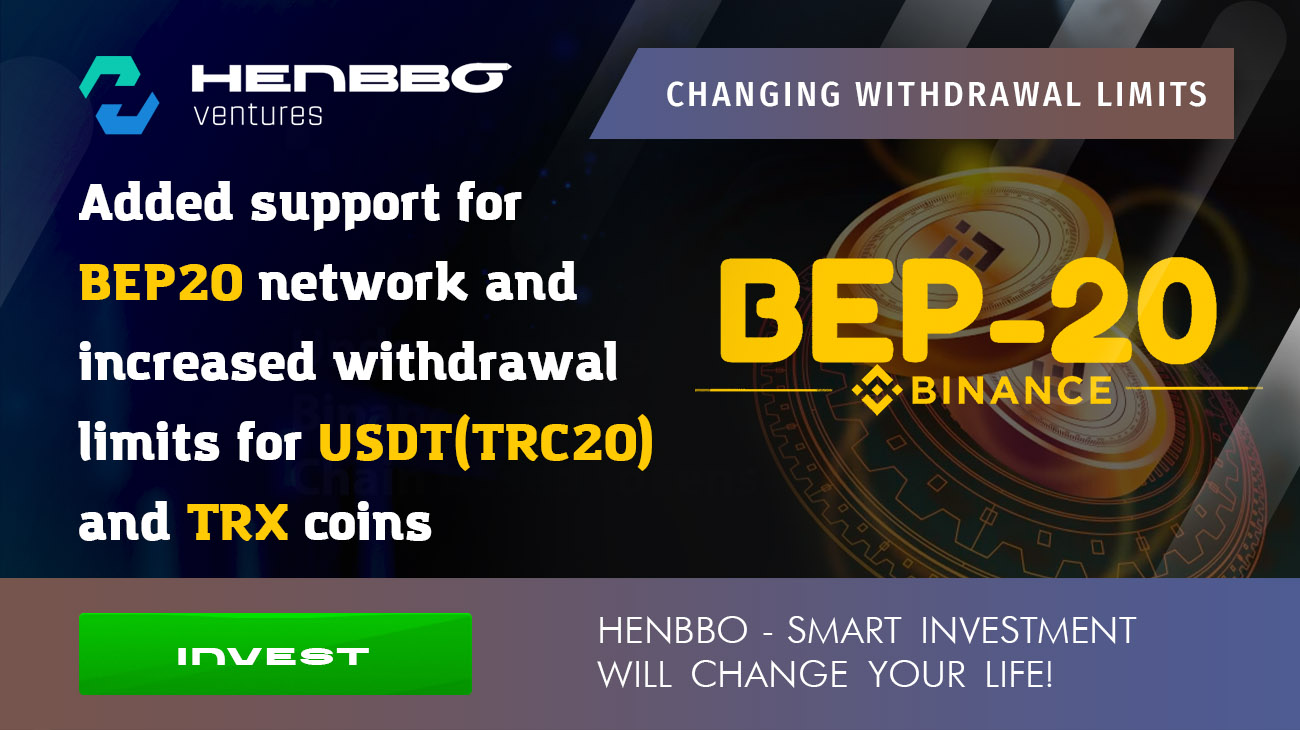 HENBBO
ventures
CHANGING WITHDRAWAL LIMITS
Added support for
BEP20 network and
increased withdrawal
limits for USDT(TRC20)
and TRX coins
BEP-20
BINANCE
INVEST
HENBBO - SMART INVESTMENT
WILL CHANGE YOUR LIFE!